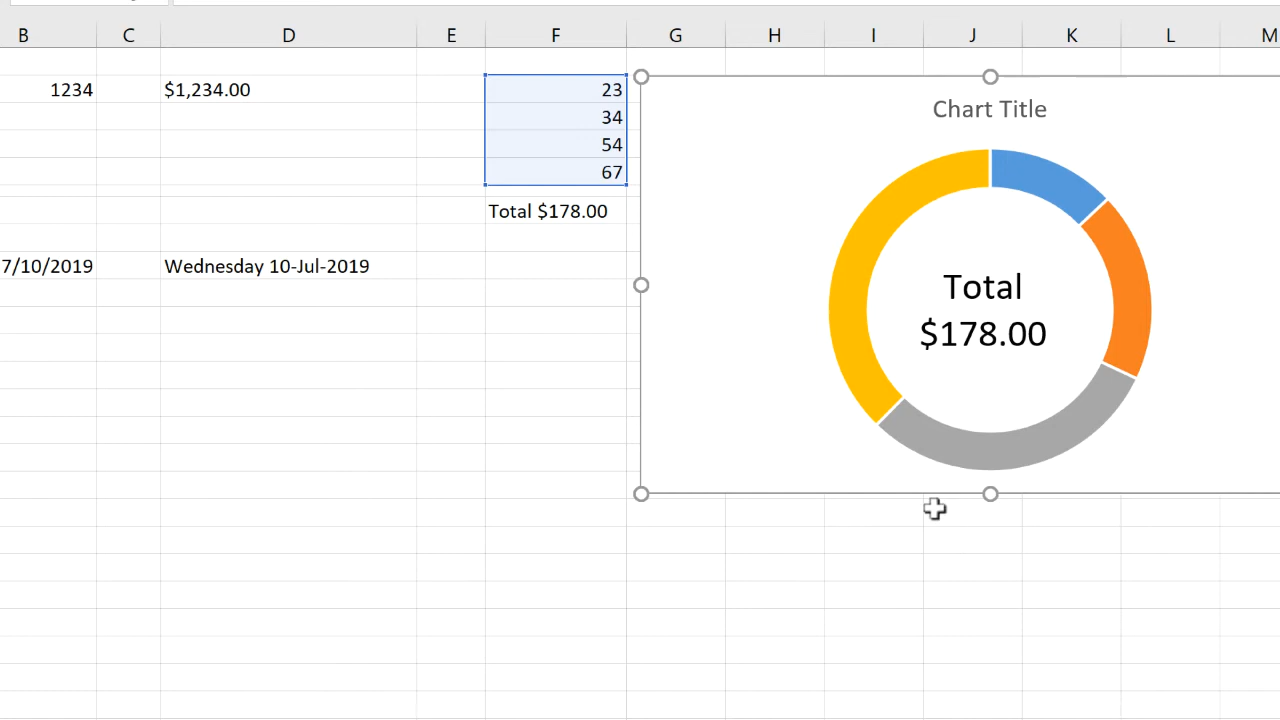 B C D E F G H I J K L M
1234 $1,234.00 23
34
54
67
Total $178.00
7/10/2019 Wednesday 10-Jul-2019
Chart Title
Total
$178.00